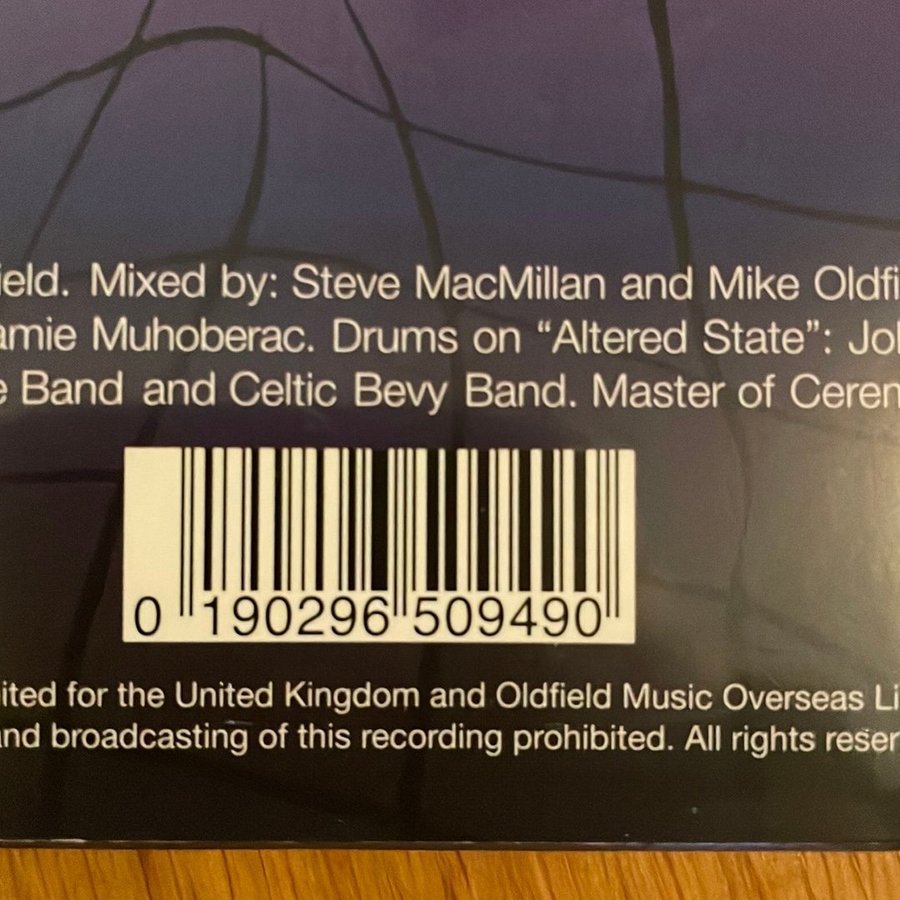 ield. Mixed by: Steve MacMillan and Mike Oldfi
amie Muhoberac. Drums on “Altered State”: Jo
e Band and Celtic Bevy Band. Master of Ceren
0 190296 509490
ited for the United Kingdom and Oldfield Music Overseas Li
and broadcasting of this recording prohibited. All rights reser